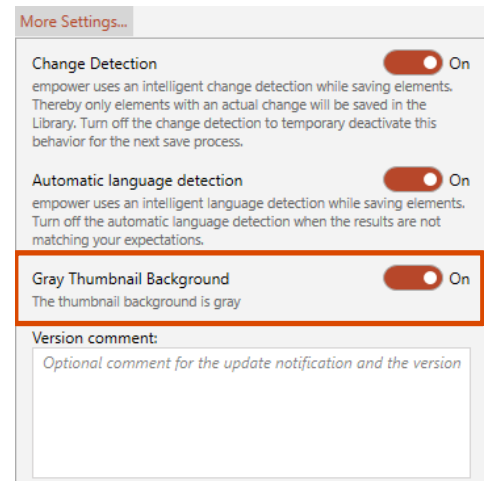 More Settings...
Change Detection On
empower uses an intelligent change detection while saving elements.
Thereby only elements with an actual change will be saved in the
Library. Turn off the change detection to temporary deactivate this
behavior for the next save process.
Automatic language detection On
empower uses an intelligent language detection while saving elements.
Turn off the automatic language detection when the results are not
matching your expectations.
Gray Thumbnail Background On
The thumbnail background is gray
Version comment:
Optional comment for the update notification and the version